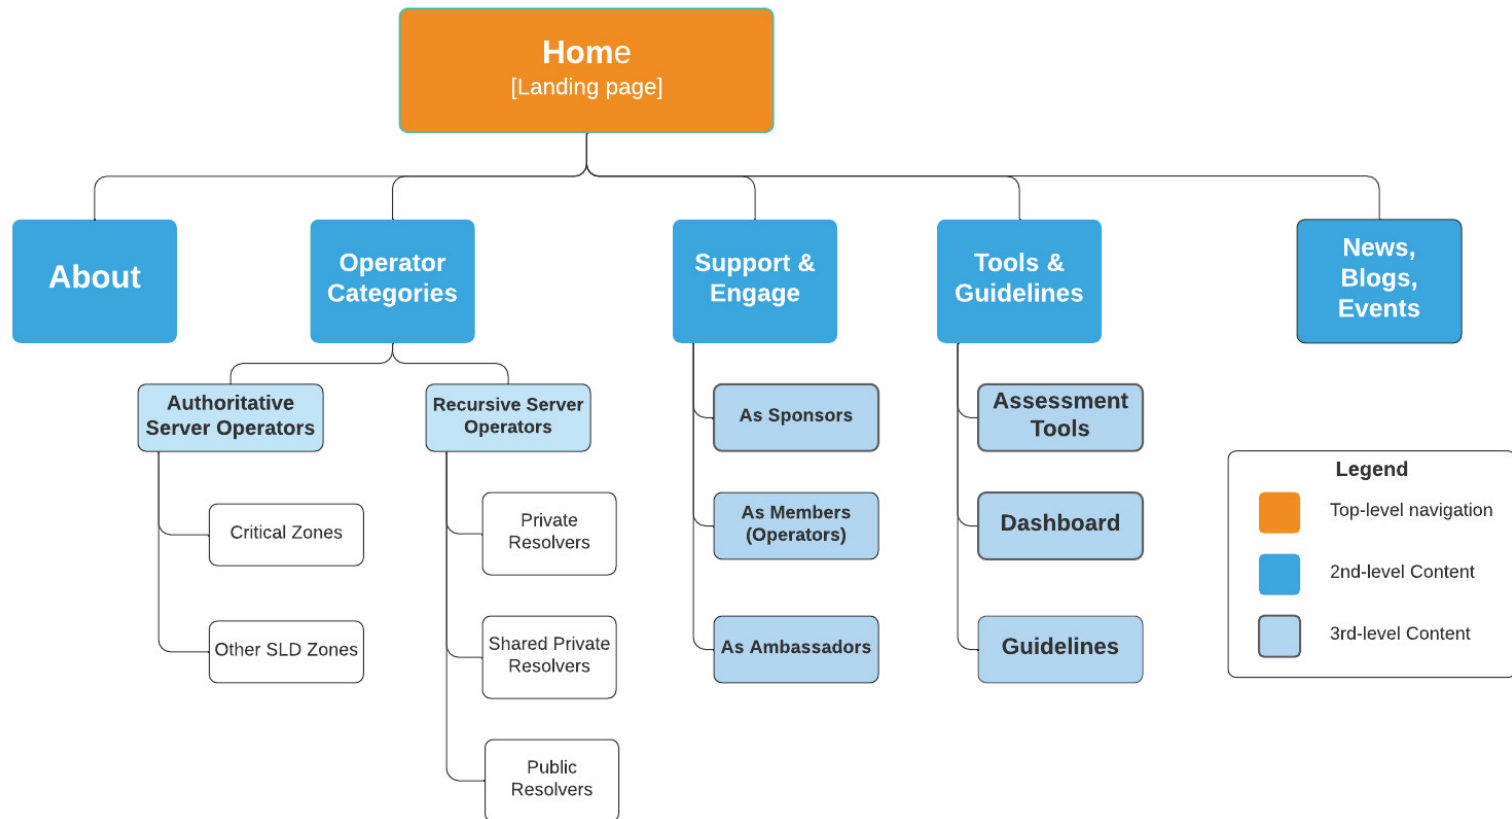 Home
[Landing page]
About
Operator
Categories
Support &
Engage
Tools &
Guidelines
News,
Blogs,
Events
Authoritative
Server Operators
Recursive Server
Operators
As Sponsors
Assessment
Tools
Critical Zones
Private
Resolvers
As Members
(Operators)
Dashboard
Other SLD Zones
Shared Private
Resolvers
As Ambassadors
Guidelines
Public
Resolvers
Legend
Top-level navigation
2nd-level Content
3rd-level Content